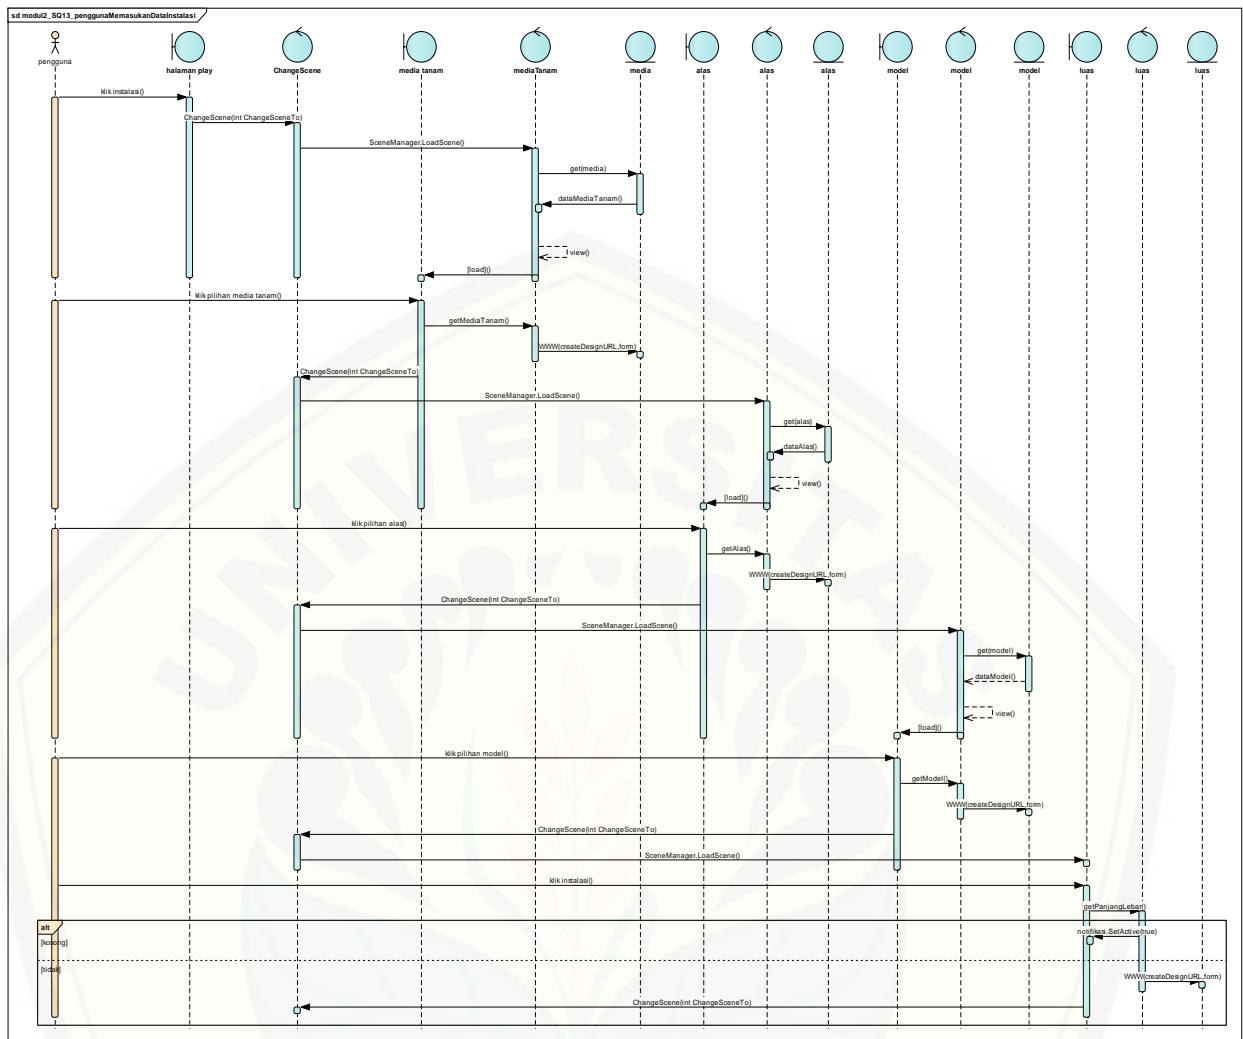 sd modul2_SQ13_penggunaMemasukanDataInstalasi
pengguna
halaman play
ChangeScene
media tanam
mediaTanam
media
alas
alas
alas
model
model
model
luas
luas
luas
klik instalasi()
ChangeScene(int ChangeSceneTo)
SceneManager.LoadScene()
get(media)
dataMediaTanam()
view()
[load]()
klik pilihan media tanam()
getMediaTanam()
WWW(createDesignURL,form)
ChangeScene(int ChangeSceneTo)
SceneManager.LoadScene()
get(alas)
dataAlas()
view()
[load]()
klik pilihan alas()
getAlas()
WWW(createDesignURL,form)
ChangeScene(int ChangeSceneTo)
SceneManager.LoadScene()
get(model)
dataModel()
view()
[load]()
klik pilihan model()
getModel()
WWW(createDesignURL,form)
ChangeScene(int ChangeSceneTo)
SceneManager.LoadScene()
klik instalasi()
getPanjangLebar()
alt
notifikasi.SetActive(true)
[kosong]
[tidak]
WWW(createDesignURL,form)
ChangeScene(int ChangeSceneTo)
UNIVERSITAS